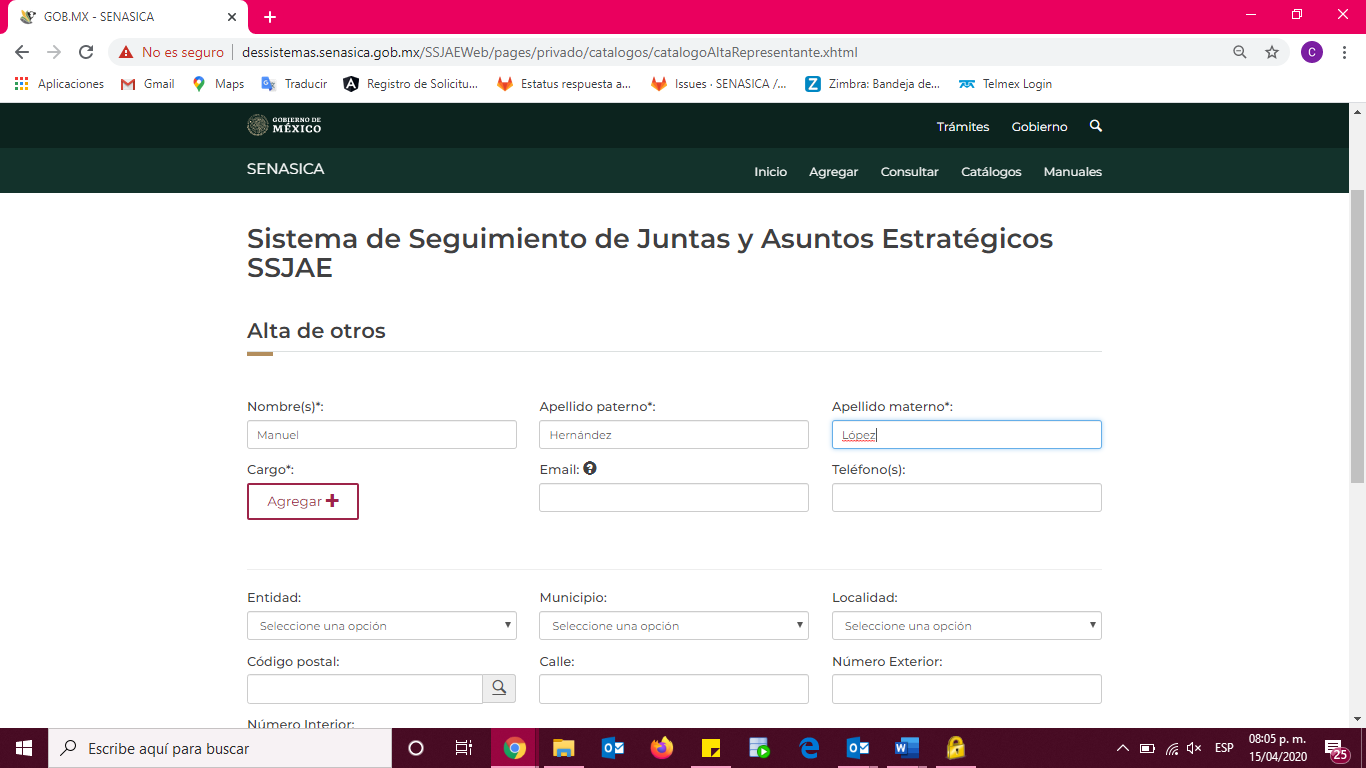 GOB.MX - SENASICA
No es seguro
dessistemas.senasica.gob.mx/SSJAEWeb/pages/privado/catalogos/catalogoAltaRepresentante.xhtml
C
Aplicaciones Gmail Maps Traducir Registro de Solicitu... Estatus respuesta a... Issues · SENASICA /... Zimbra: Bandeja de... Telmex Login
GOBIERNO DE
MÉXICO
Trámites Gobierno
SENASICA
Inicio Agregar Consultar Catálogos Manuales
Sistema de Seguimiento de Juntas y Asuntos Estratégicos
SSJAE
Alta de otros
Nombre(s)*: Apellido paterno*: Apellido materno*:
Manuel Hernández López
Cargo*: Email: Teléfono(s):
Agregar
Entidad: Municipio: Localidad:
Seleccione una opción Seleccione una opción Seleccione una opción
Código postal: Calle: Número Exterior:
Número Interior:
Escribe aquí para buscar
ESP
08:05 p. m.
15/04/2020
25